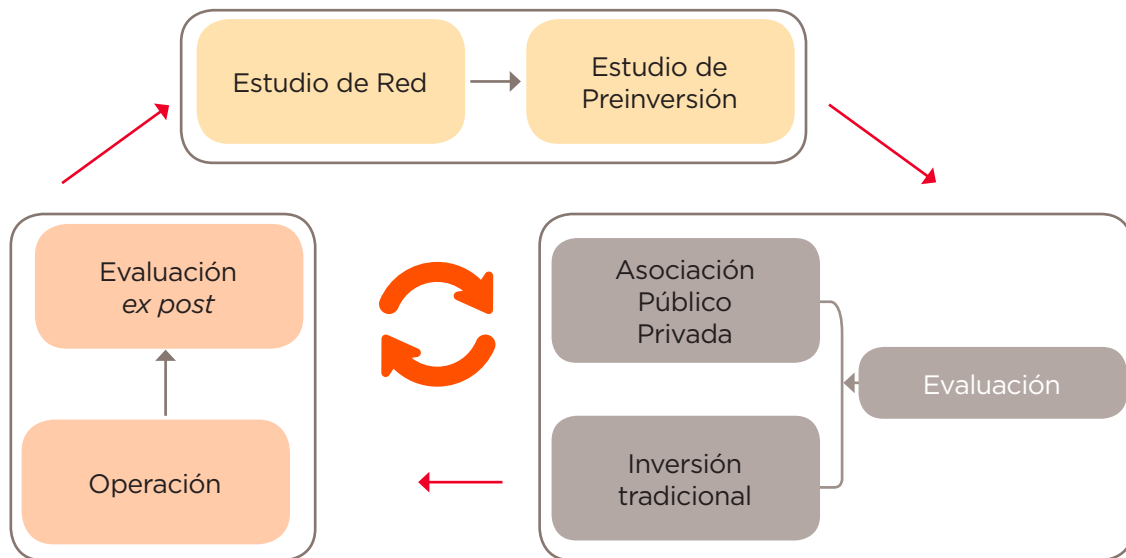 Estudio de Red
Estudio de
Preinversión
Evaluación
ex post
Operación
Asociación
Público
Privada
Inversión
tradicional
Evaluación